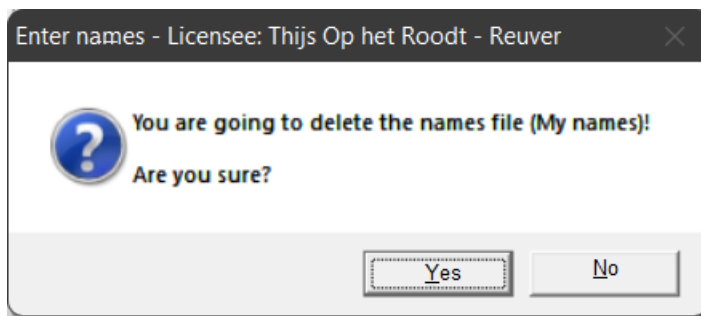 Enter names - Licensee: Thijs Op het Roodt - Reuver
You are going to delete the names file (My names)!
Are you sure?
Yes
No